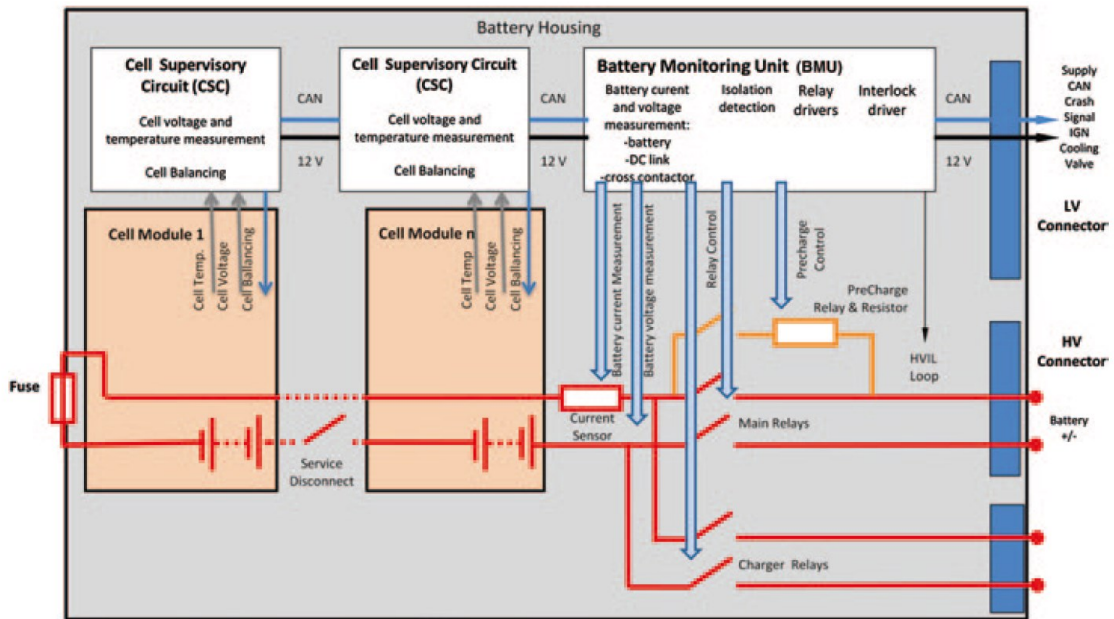 Battery Housing
Cell Supervisory
Circuit (CSC)
Cell voltage and
temperature measurement
Cell Balancing
CAN
12 V
Cell Supervisory Circuit
(CSC)
Cell voltage and
temperature measurement
Cell Balancing
CAN
12 V
Battery Monitoring Unit (BMU)
Battery curent
and voltage
measurement:
-battery
-DC link
-cross contactor
Isolation
detection
Relay
drivers
Interlock
driver
CAN
12 V
Supply
CAN
Crash
Signal
IGN
Cooling
Valve
LV
Connector
Cell Module 1
Cell Temp.
Cell Voltage
Cell Ballancing
Cell Module n
Cell Temp
Cell Voltage
Cell Ballancing
Battery current Measurement
Battery voltage measurement
Relay Control
Precharge
Control
PreCharge
Relay & Resistor
HVIL
Loop
HV
Connector
Fuse
Current
Sensor
Main Relays
Battery
+/-
Service
Disconnect
Charger Relays